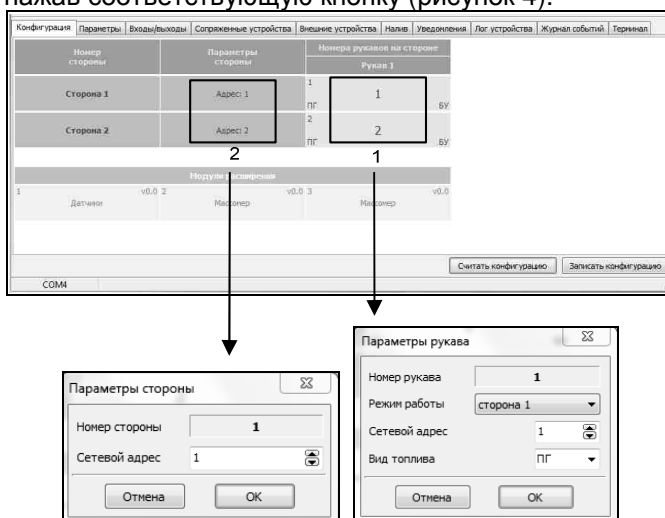 нажав соответствующую кнопку (рисунок 4).
Конфигурация Параметры Входы/выходы Сопряженные устройства Внешние устройства Налив Уведомления Лог устройства Журнал событий Терминал
Номер стороны Параметры стороны Номера рукавов на стороне
Рукав 1
Сторона 1 Адрес: 1 1 ПГ 1 БУ
Сторона 2 Адрес: 2 2 ПГ 2 БУ
2 1
Модули расширения
1 Датчики v0.0 2 Массомер v0.0 3 Массомер v0.0
Считать конфигурацию Записать конфигурацию
COM4
Параметры стороны
Номер стороны 1
Сетевой адрес 1
Отмена OK
Параметры рукава
Номер рукава 1
Режим работы сторона 1
Сетевой адрес 1
Вид топлива ПГ
Отмена OK